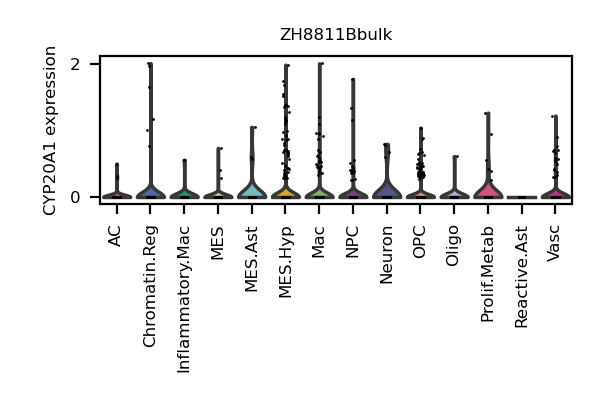 ZH8811Bbulk
CYP20A1 expression
2
0
AC
Chromatin.Reg
Inflammatory.Mac
MES
MES.Ast
MES.Hyp
Mac
NPC
Neuron
OPC
Oligo
Prolif.Metab
Reactive.Ast
Vasc